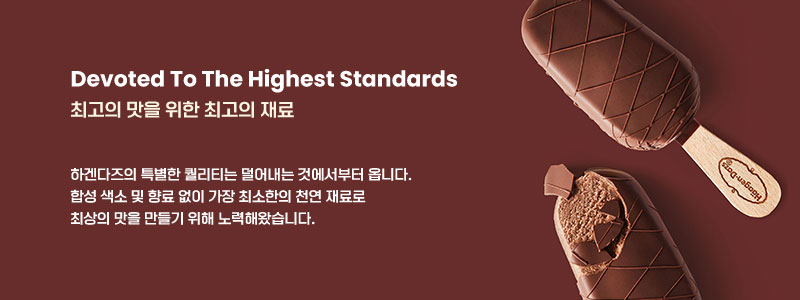 Devoted To The Highest Standards
최고의 맛을 위한 최고의 재료
하겐다즈의 특별한 퀄리티는 덜어내는 것에서부터 옵니다.
합성 색소 및 향료 없이 가장 최소한의 천연 재료로
최상의 맛을 만들기 위해 노력해왔습니다.
Häagen-Dazs